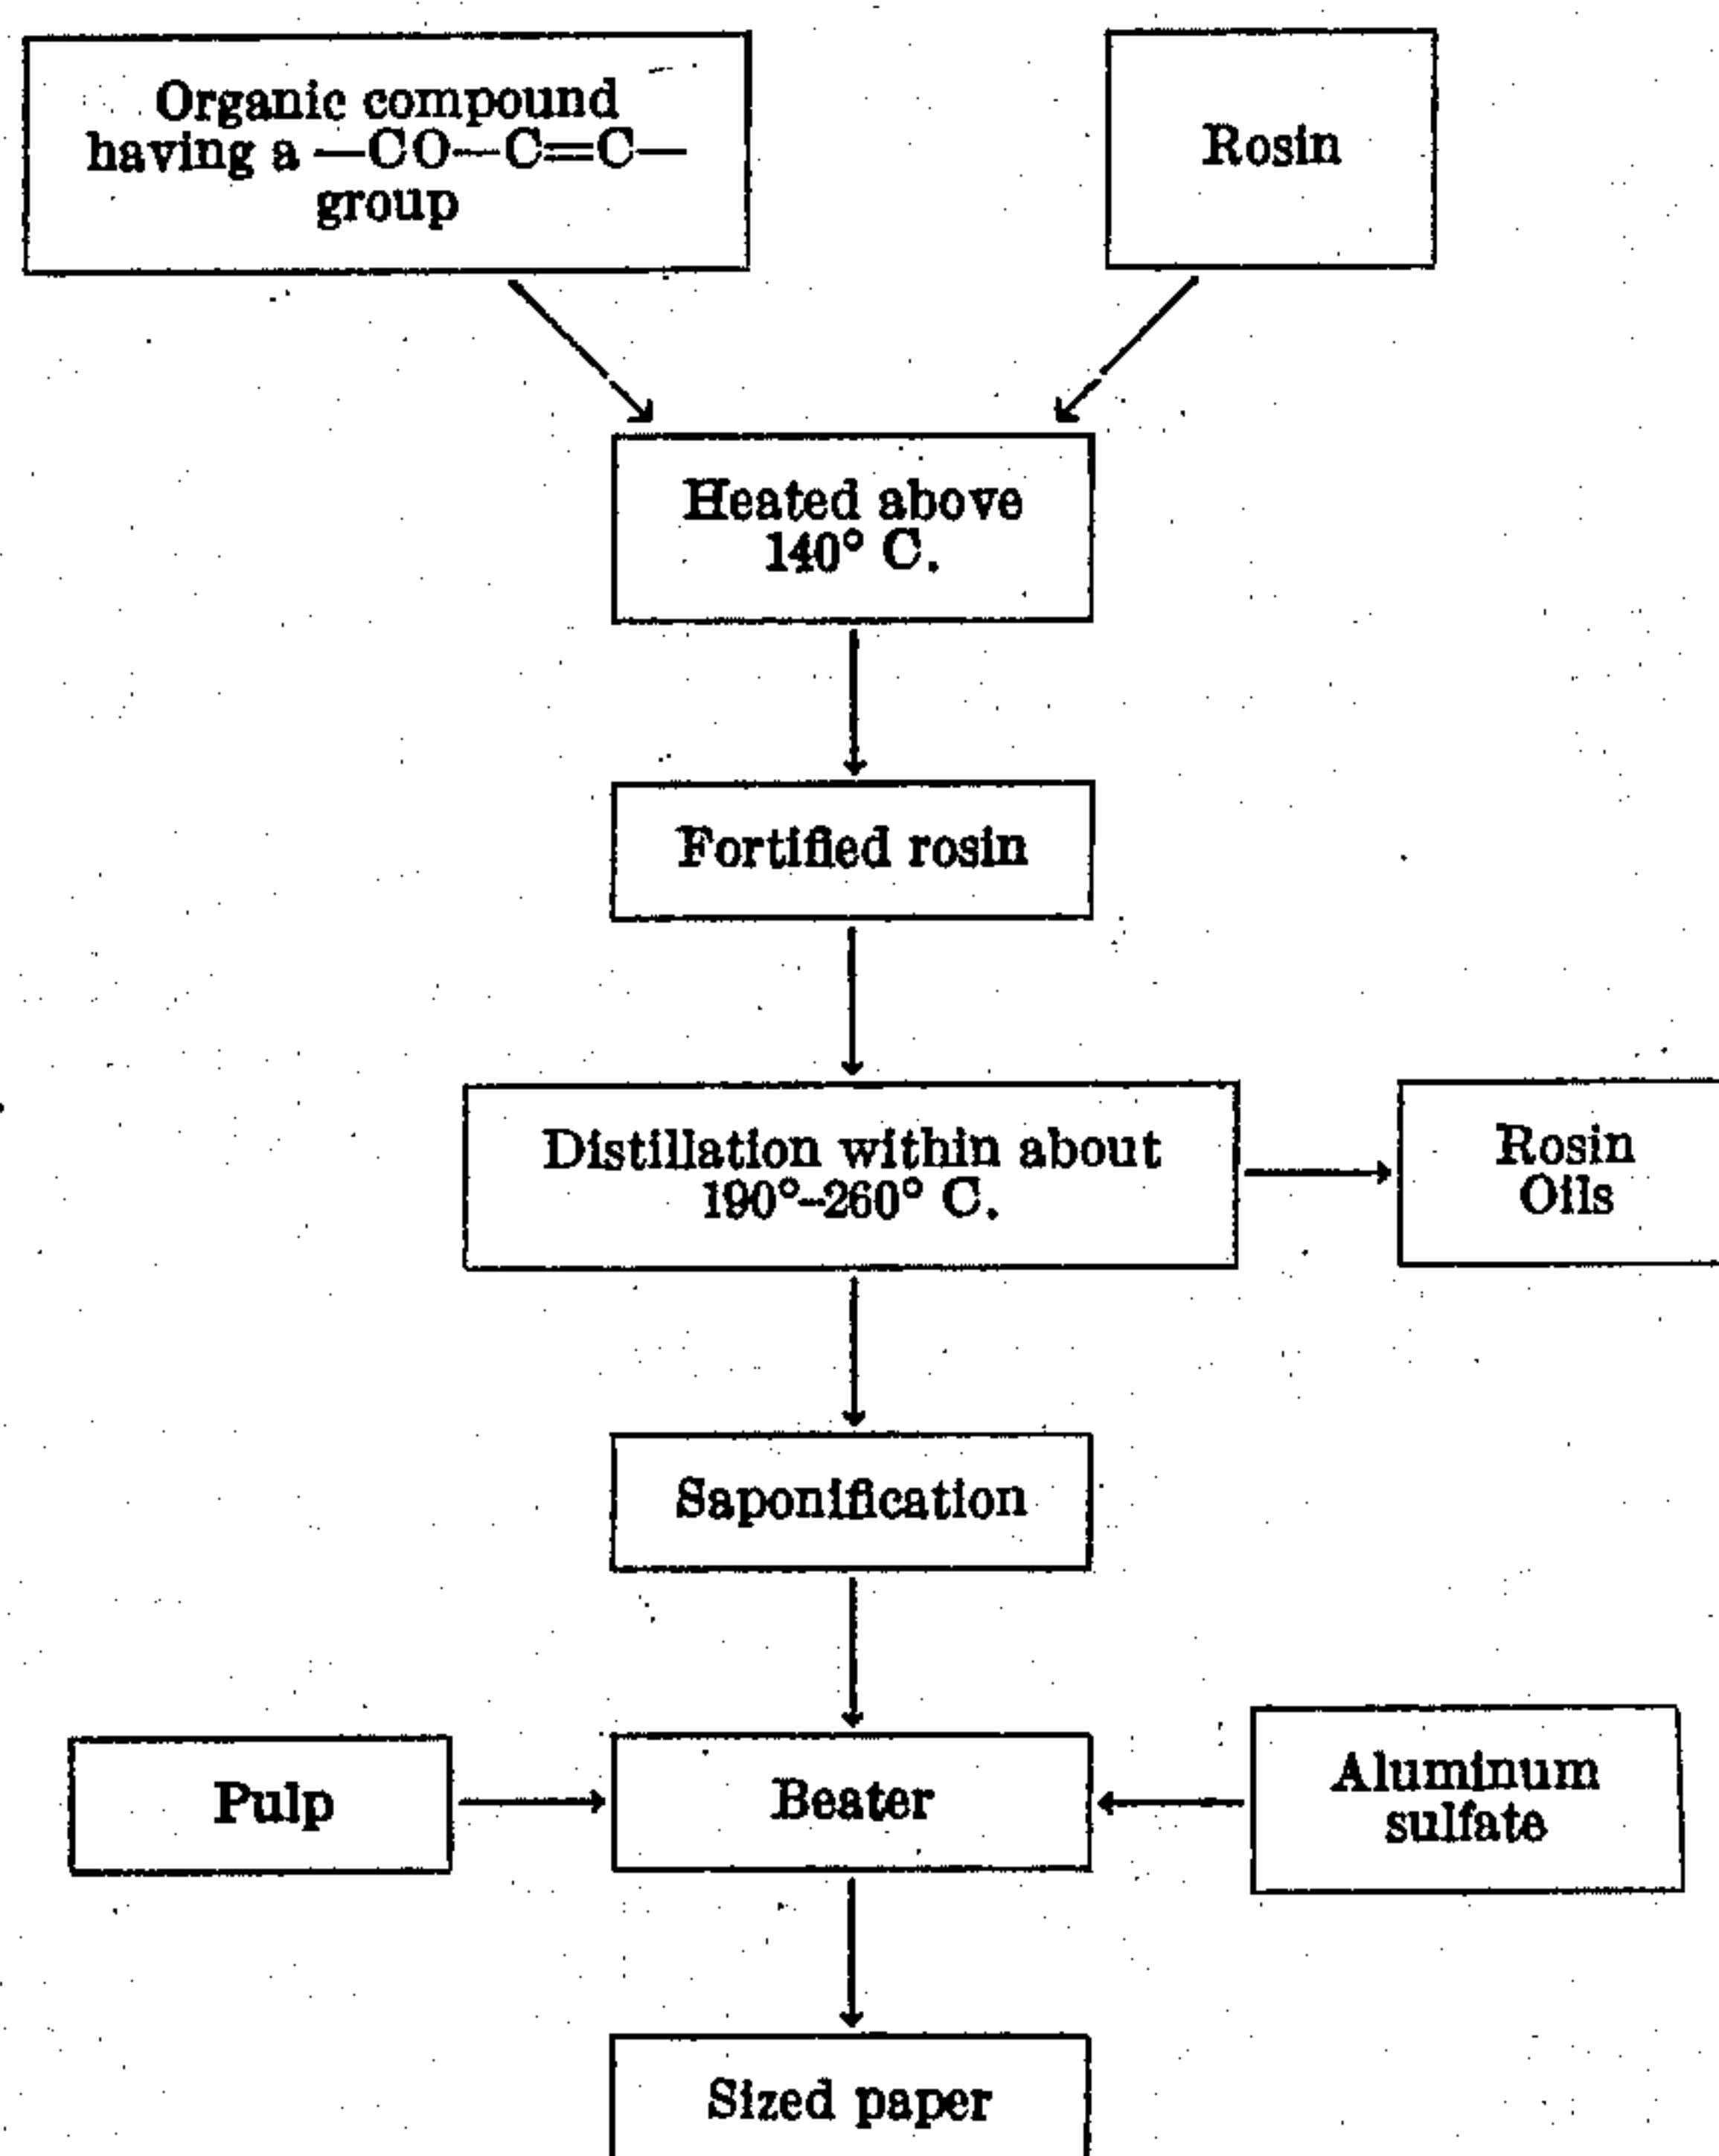 Organic compound
having a —CO—C=C—
group
Rosin
Heated above
140° C.
Fortified rosin
Distillation within about
190°–260° C.
Rosin
Oils
Saponification
Pulp
Beater
Aluminum
sulfate
Sized paper